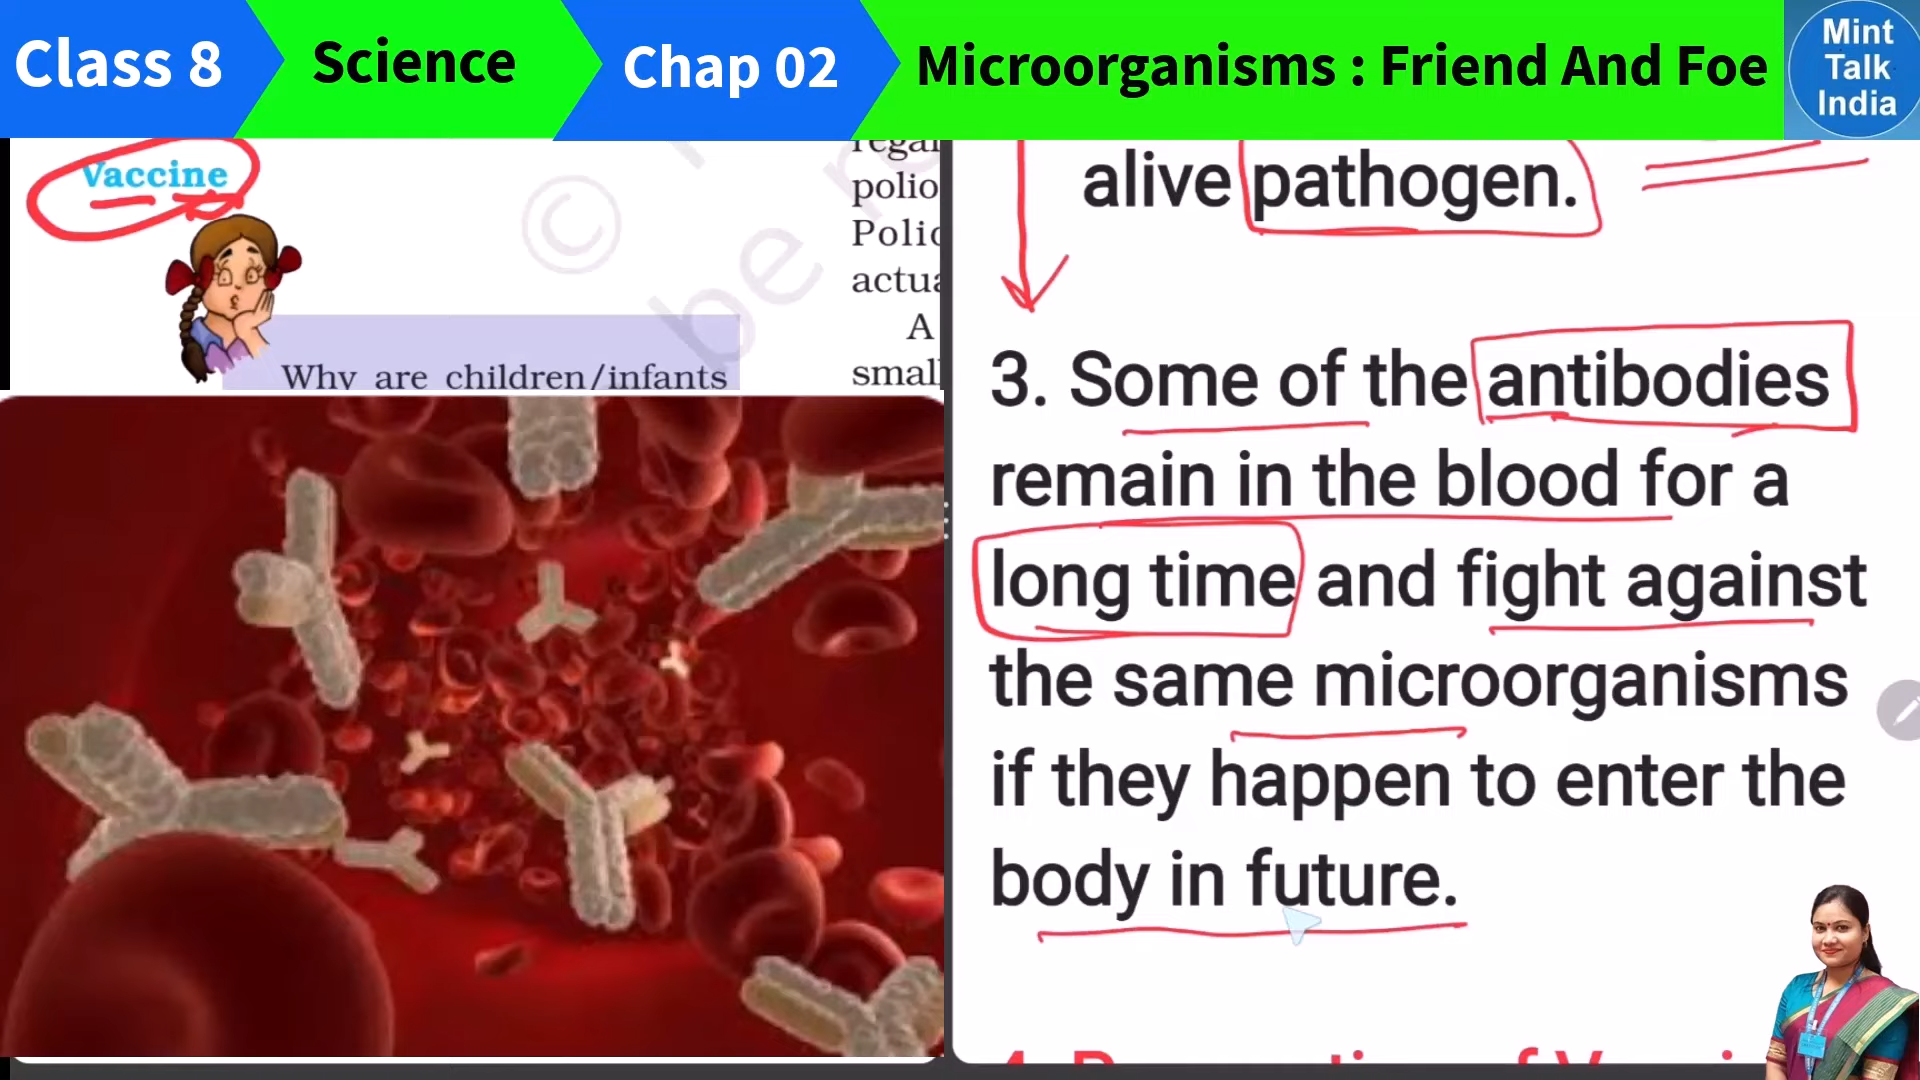 Class 8
Science
Chap 02
Microorganisms : Friend And Foe
Mint
Talk
India
Vaccine
Why are children/infants
polio
A
©
be
alive pathogen.
3. Some of the antibodies
remain in the blood for a
long time and fight against
the same microorganisms
if they happen to enter the
body in future.